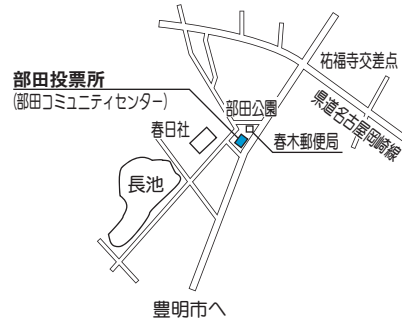 祐福寺交差点
部田投票所
(部田コミュニティセンター)
部田公園
県道名古屋岡崎線
春日社
春木郵便局
長池
豊明市へ